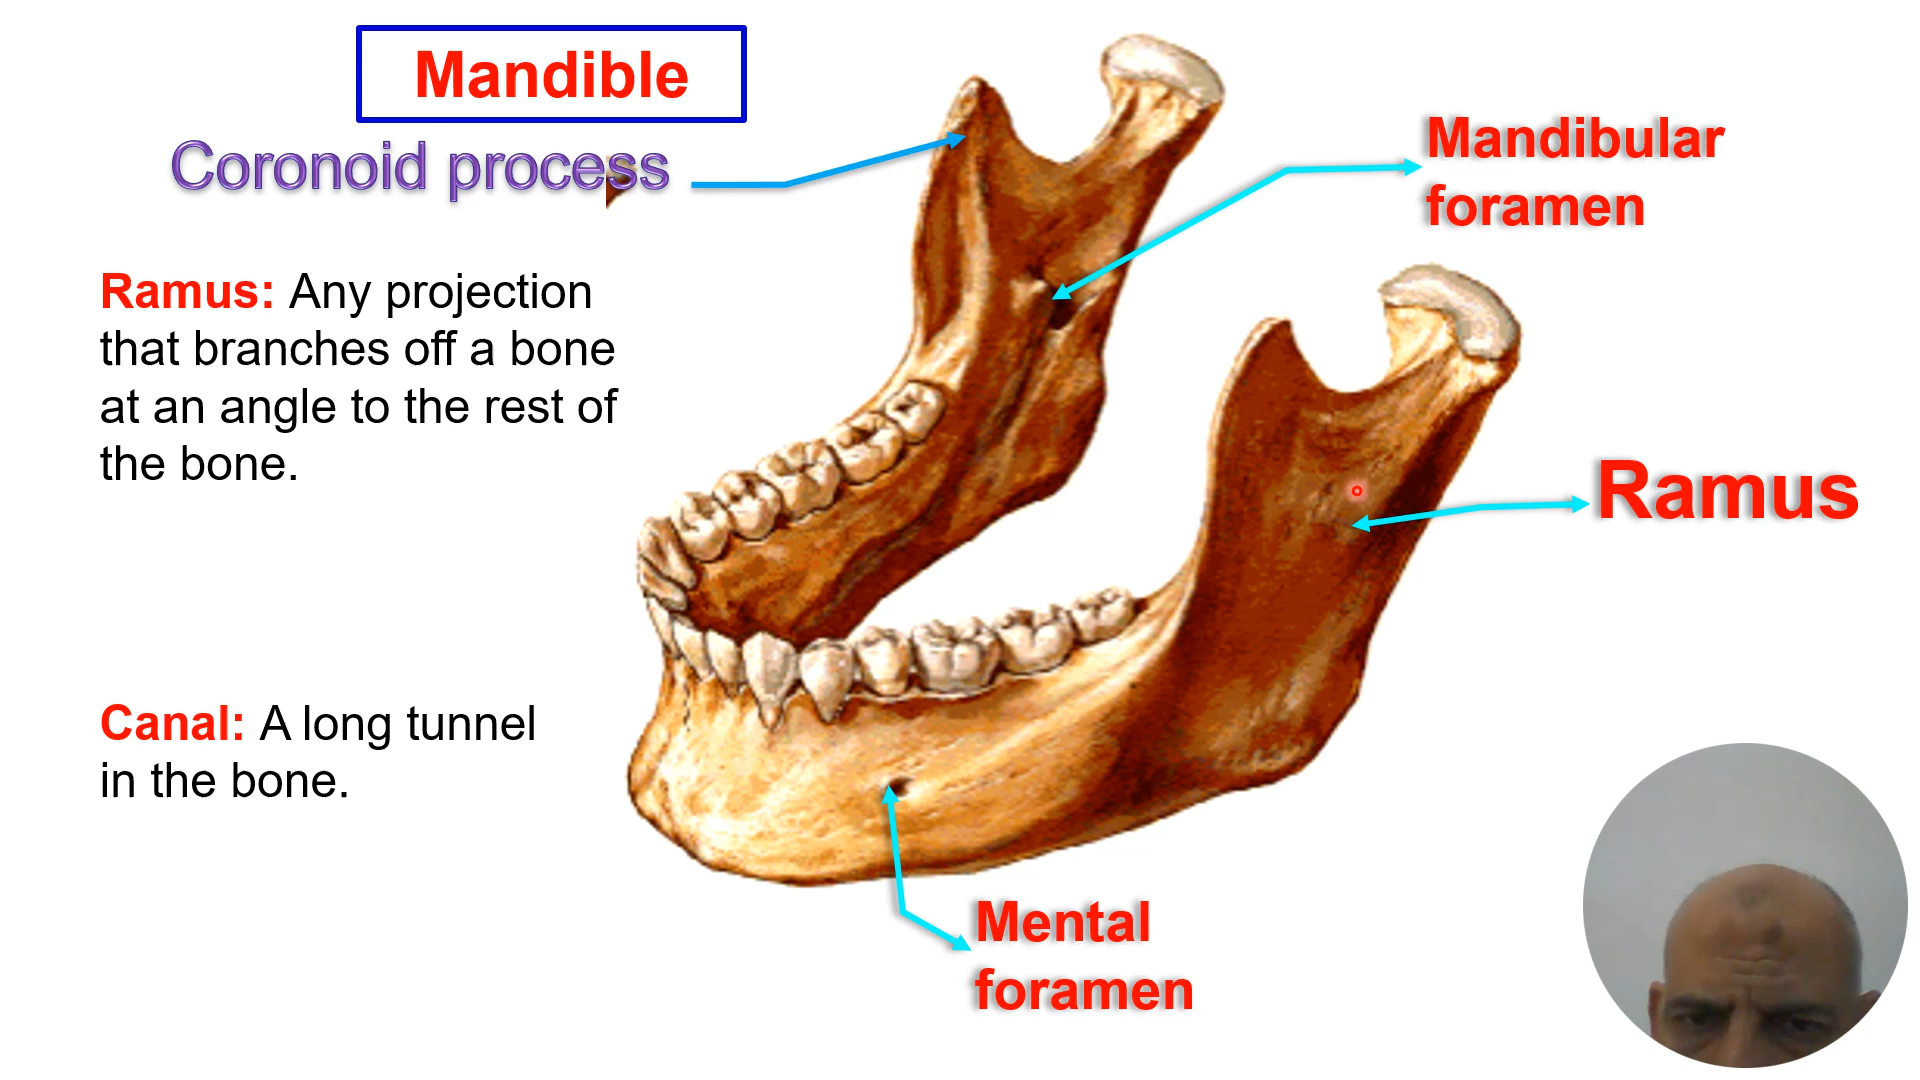 Mandible
Coronoid process
Mandibular
foramen
Ramus: Any projection
that branches off a bone
at an angle to the rest of
the bone.
Ramus
Canal: A long tunnel
in the bone.
Mental
foramen